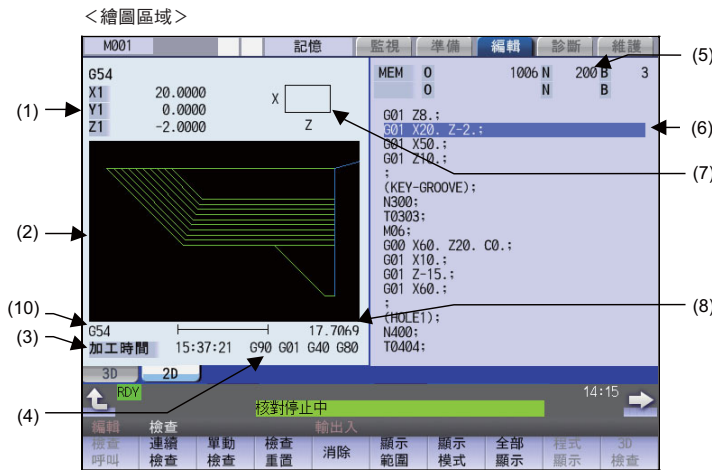 ＜繪圖區域＞
M001 記憶 監視 準備 編輯 診斷 維護
(5)
G54
X1 20.0000
Y1 0.0000
Z1 -2.0000
X
Z
(1)
(2)
(10)
(3)
(4)
G54 17.7069
加工時間 15:37:21 G90 G01 G40 G80
MEM O 1006 N 200 B 3
O N B
G01 Z8.;
G01 X20. Z-2.;
G01 X50.;
G01 Z10.;
;
(KEY-GROOVE);
N300;
T0303;
M06;
G00 X60. Z20. C0.;
G01 X10.;
G01 Z-15.;
G01 X60.;
;
(HOLE1);
N400;
T0404;
(6)
(7)
(8)
3D 2D
RDY 14:15
核對停止中
編輯 檢查 輸出入
檢查 連續 單動 檢查 消除 顯示 顯示 全部 程式 3D
呼叫 檢查 檢查 重置 範圍 模式 顯示 顯示 檢查